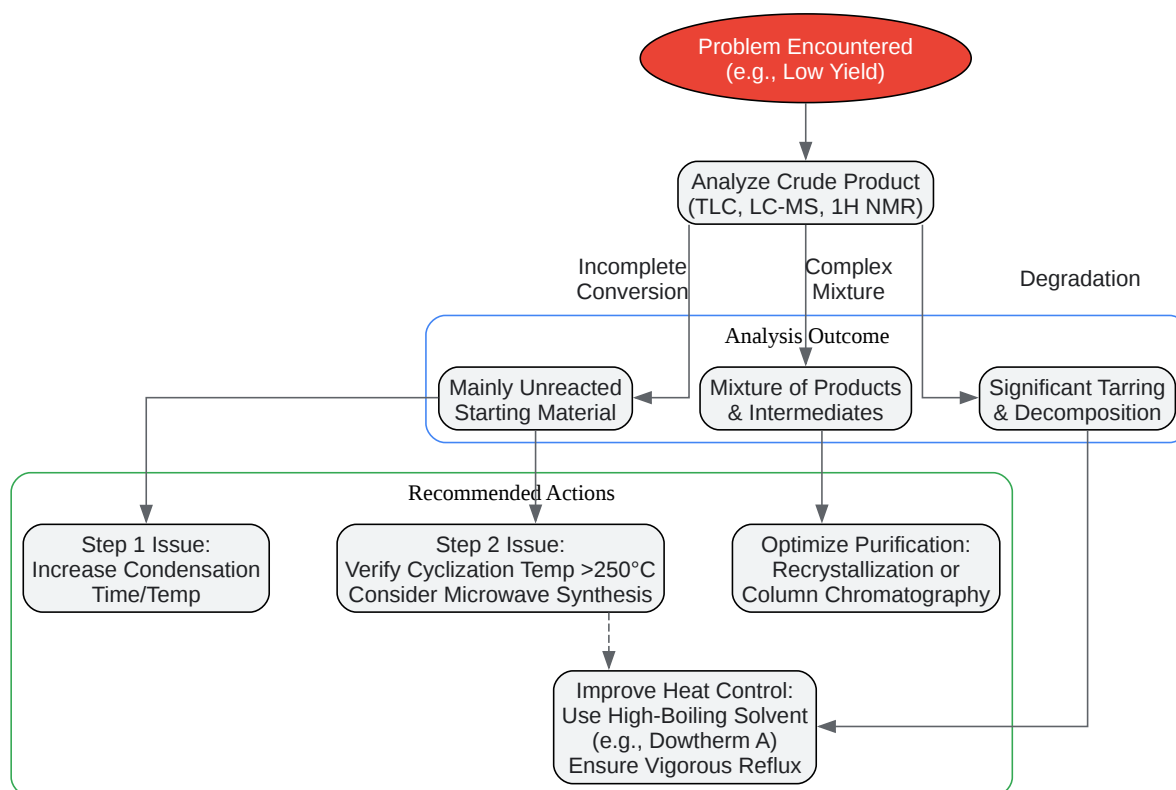 Problem Encountered
(e.g., Low Yield)
Analyze Crude Product
(TLC, LC-MS, 1H NMR)
Incomplete
Conversion
Complex
Mixture
Degradation
Analysis Outcome
Mainly Unreacted
Starting Material
Mixture of Products
& Intermediates
Significant Tarring
& Decomposition
Recommended Actions
Step 1 Issue:
Increase Condensation
Time/Temp
Step 2 Issue:
Verify Cyclization Temp >250°C
Consider Microwave Synthesis
Optimize Purification:
Recrystallization or
Column Chromatography
Improve Heat Control:
Use High-Boiling Solvent
(e.g., Dowtherm A)
Ensure Vigorous Reflux